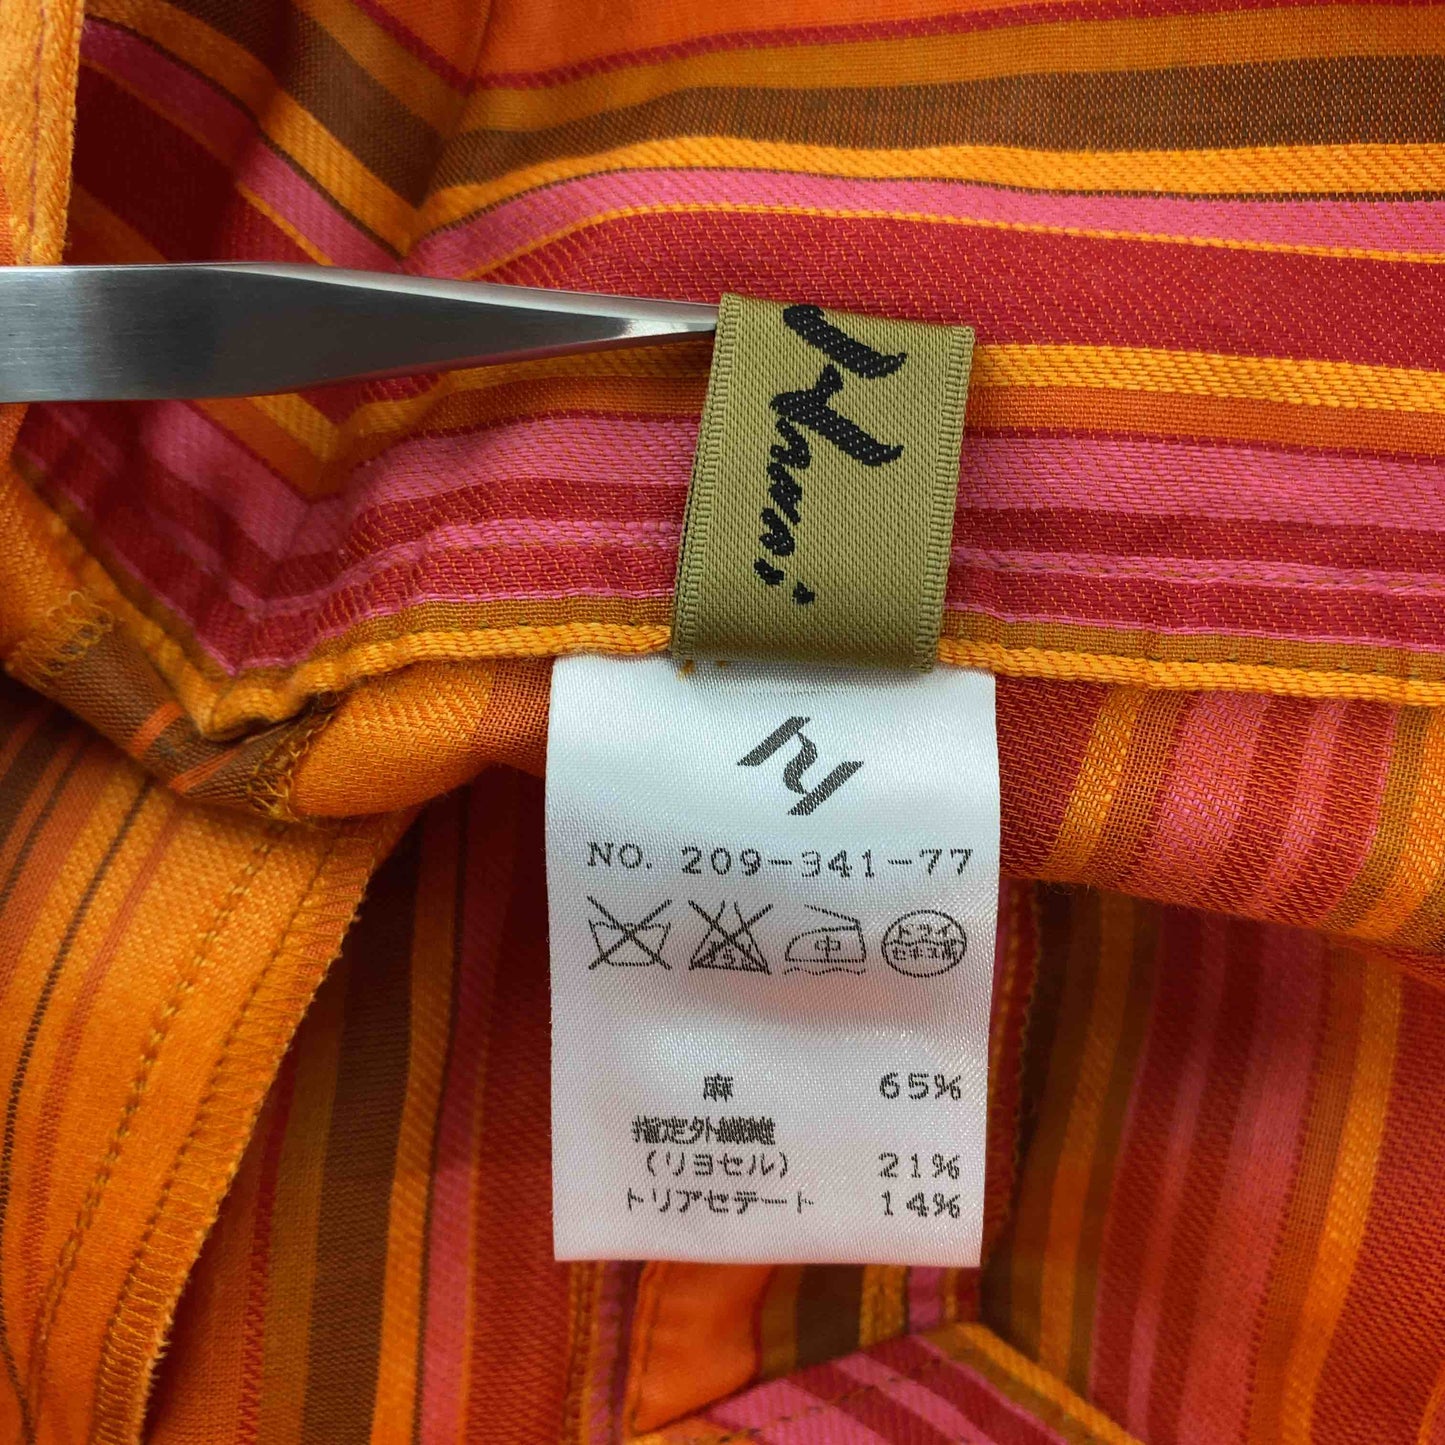 NO. 209-341-77
中
ドライ
セキユ系
麻 65%
指定外繊維
(リヨセル) 21%
トリアセテート 14%